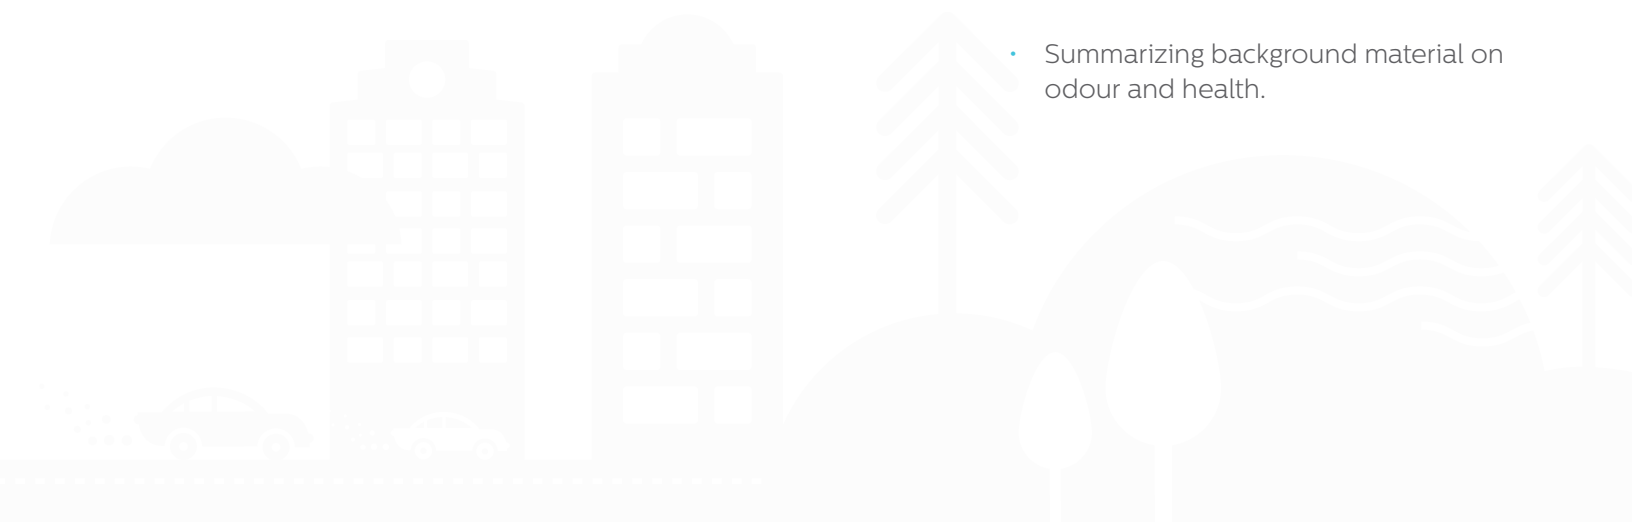 • Summarizing background material on
odour and health.